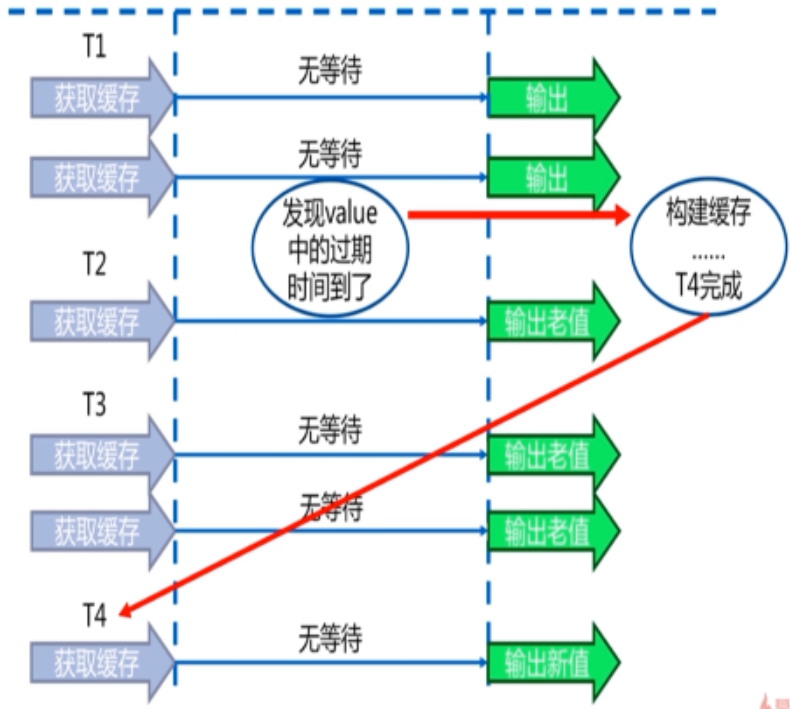 T1
无等待
获取缓存
输出
无等待
获取缓存
输出
发现value
中的过期
时间到了
构建缓存
......
T4完成
T2
获取缓存
输出老值
T3
无等待
获取缓存
输出老值
无等待
获取缓存
输出老值
T4
无等待
获取缓存
输出新值